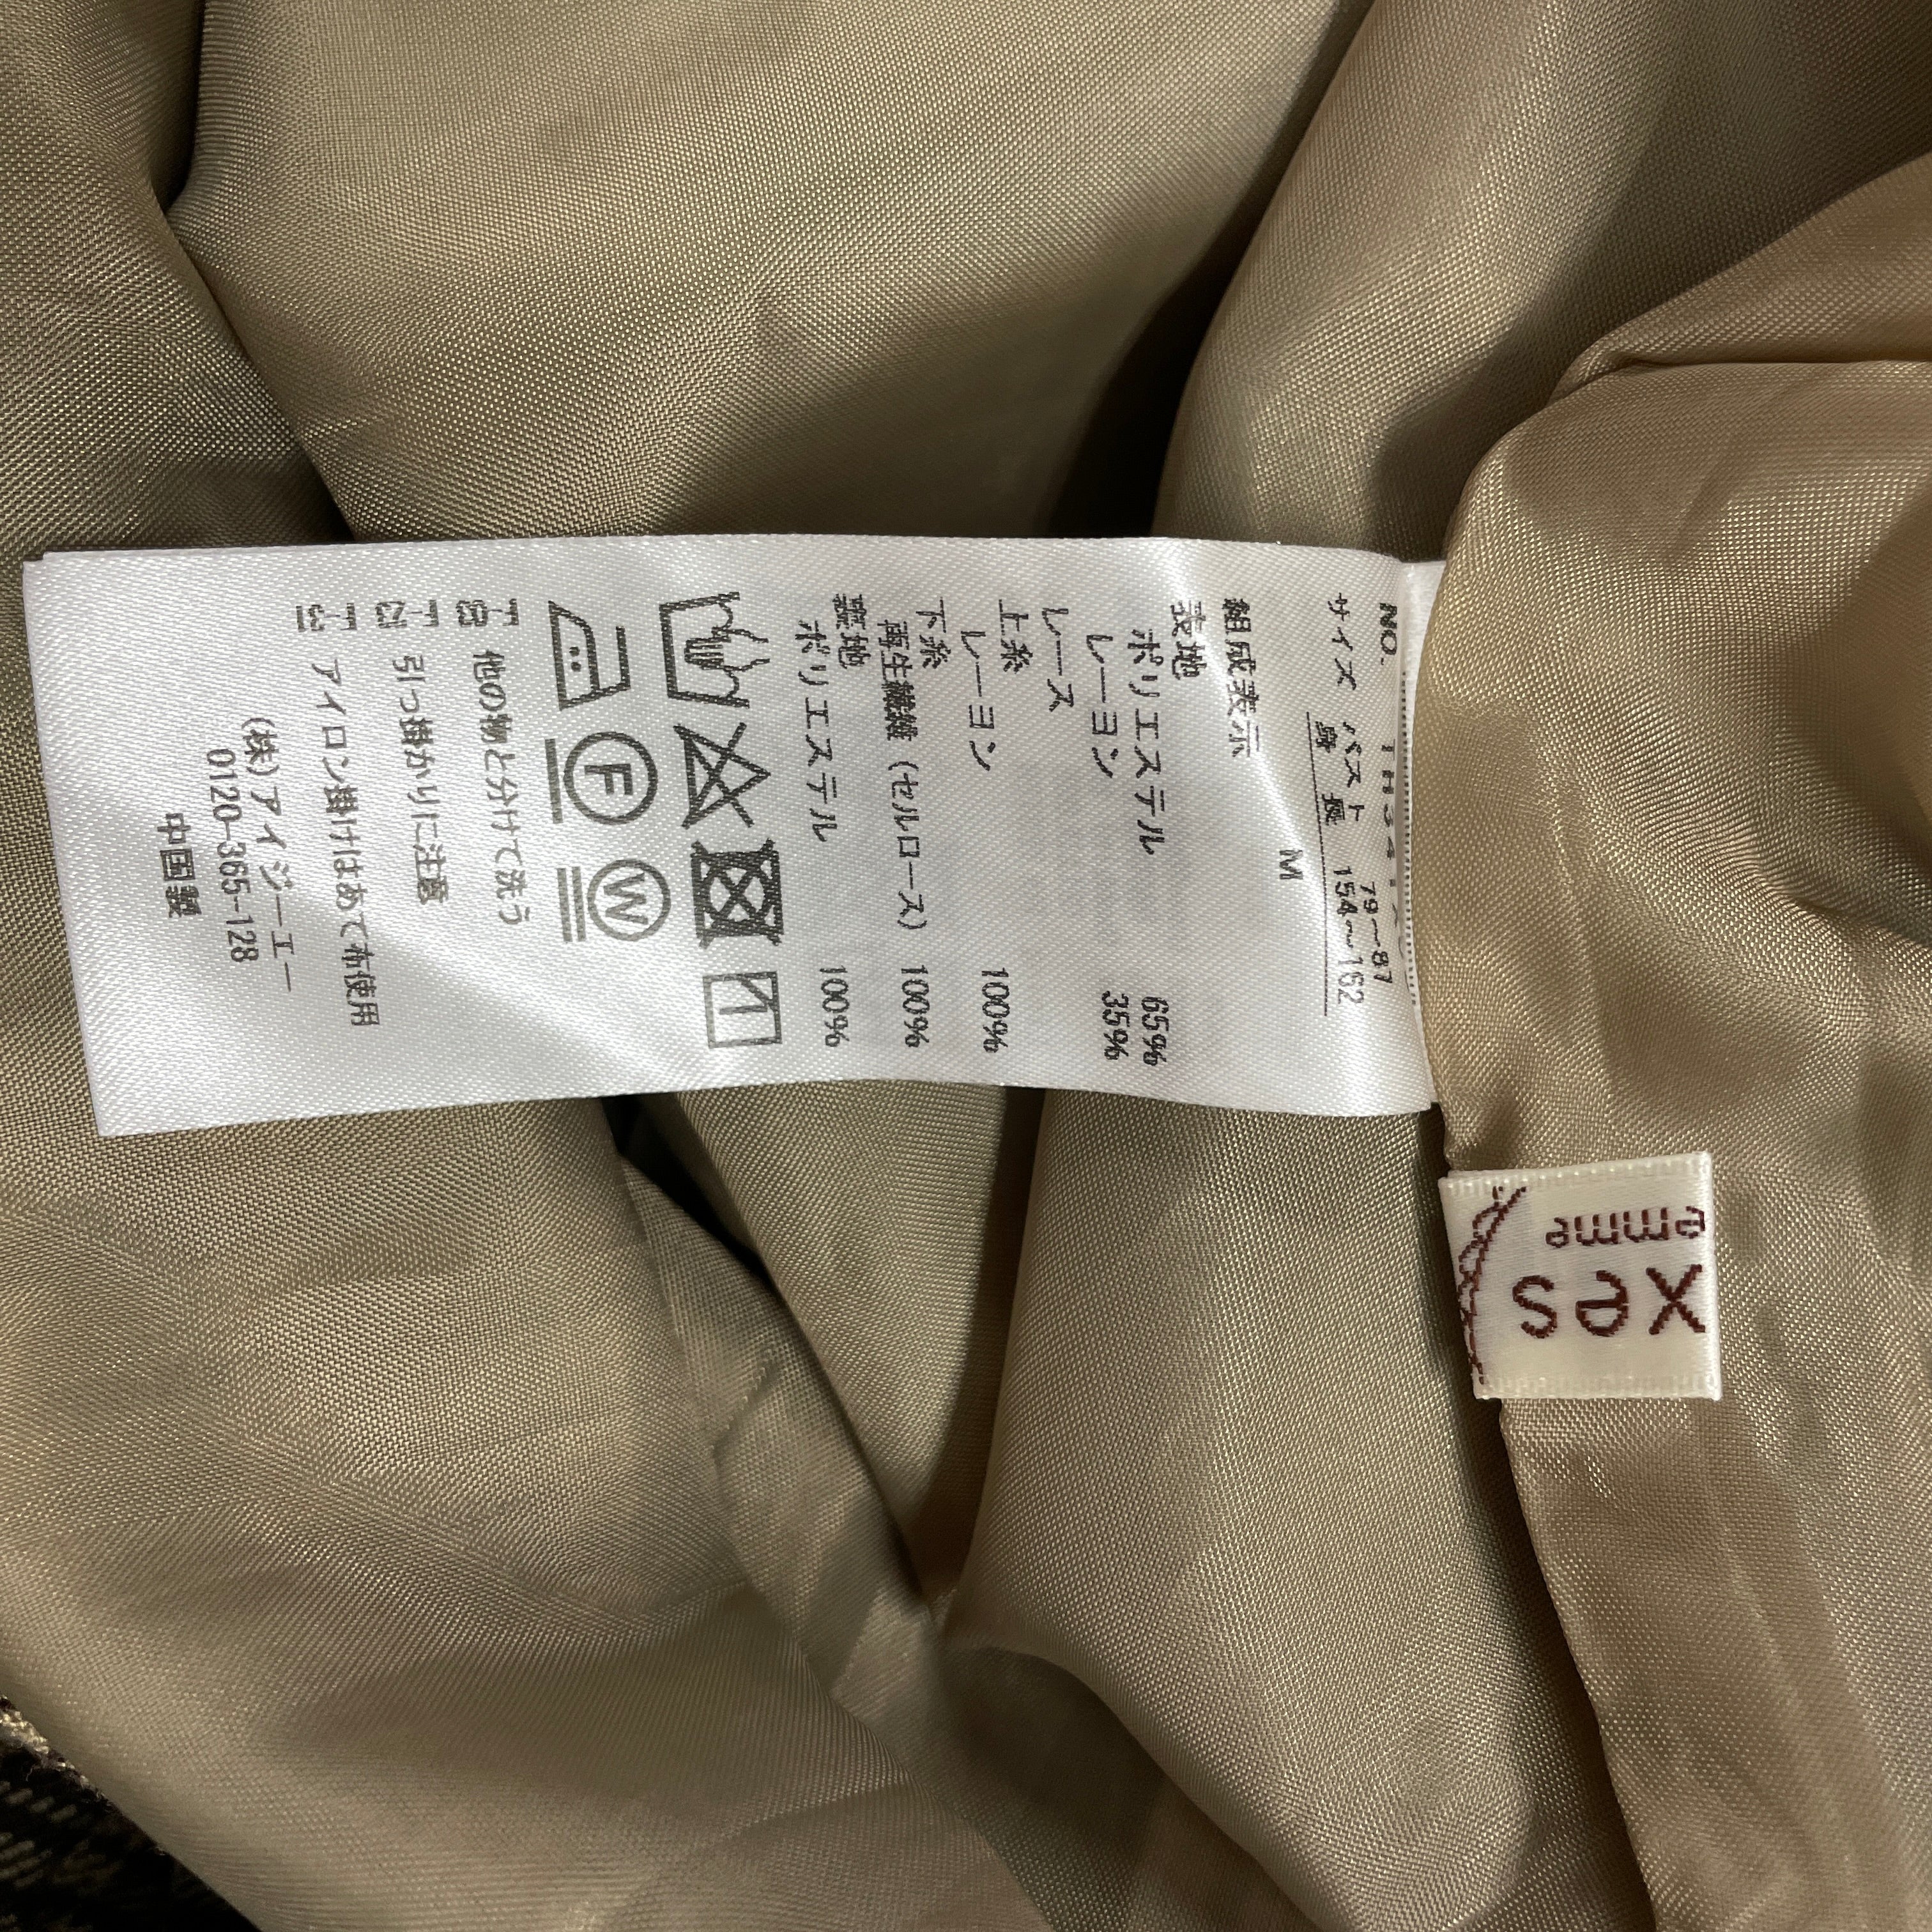 NO.
サイズ バスト 79〜87
身 長 154〜162
M
組成表示
表地
ポリエステル 65%
レーヨン 35%
レース
上糸
レーヨン 100%
下糸
再生繊維(セルロース) 100%
裏地
ポリエステル 100%
F W
他の物と分けて洗う
引っ掛かりに注意
アイロン掛けはあて布使用
(株)アイジーエー
0120-365-128
中国製
axes
femme